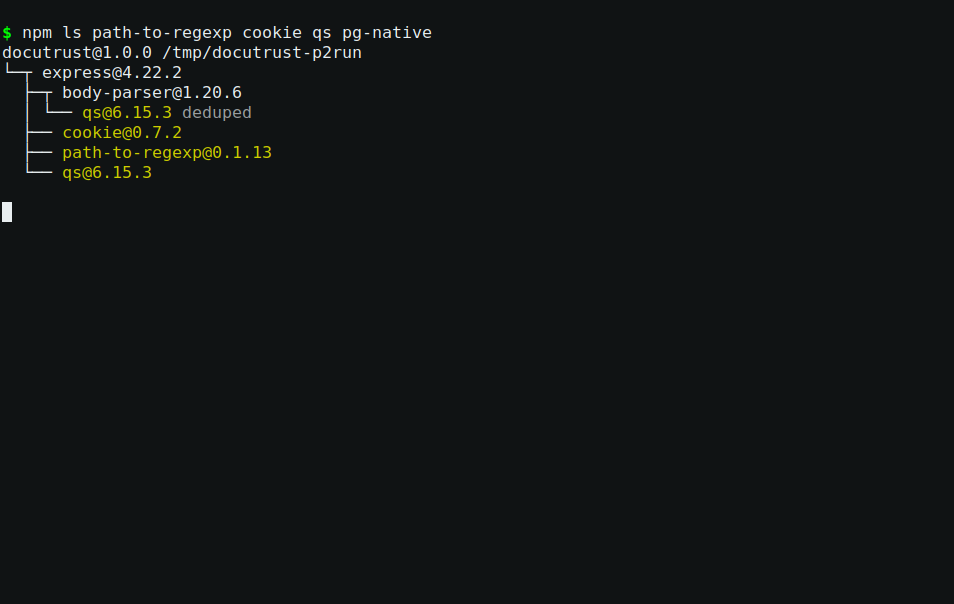 $ npm ls path-to-regexp cookie qs pg-native
docutrust@1.0.0 /tmp/docutrust-p2run
└─┬ express@4.22.2
  ├─┬ body-parser@1.20.6
  │ └── qs@6.15.3 deduped
  ├── cookie@0.7.2
  ├── path-to-regexp@0.1.13
  └── qs@6.15.3